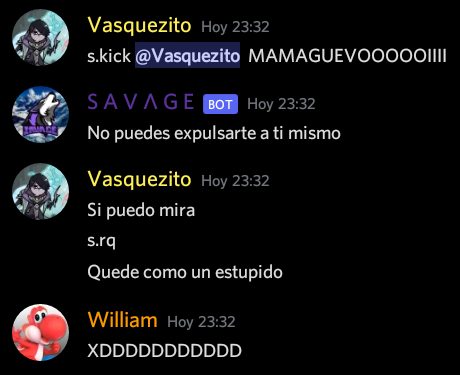 Vasquezito Hoy 23:32
s.kick @Vasquezito MAMAGUEVOOOOOIIII
S A V Λ G E BOT Hoy 23:32
No puedes expulsarte a ti mismo
Vasquezito Hoy 23:32
Si puedo mira
s.rq
Quede como un estupido
William Hoy 23:32
XDDDDDDDDDDD